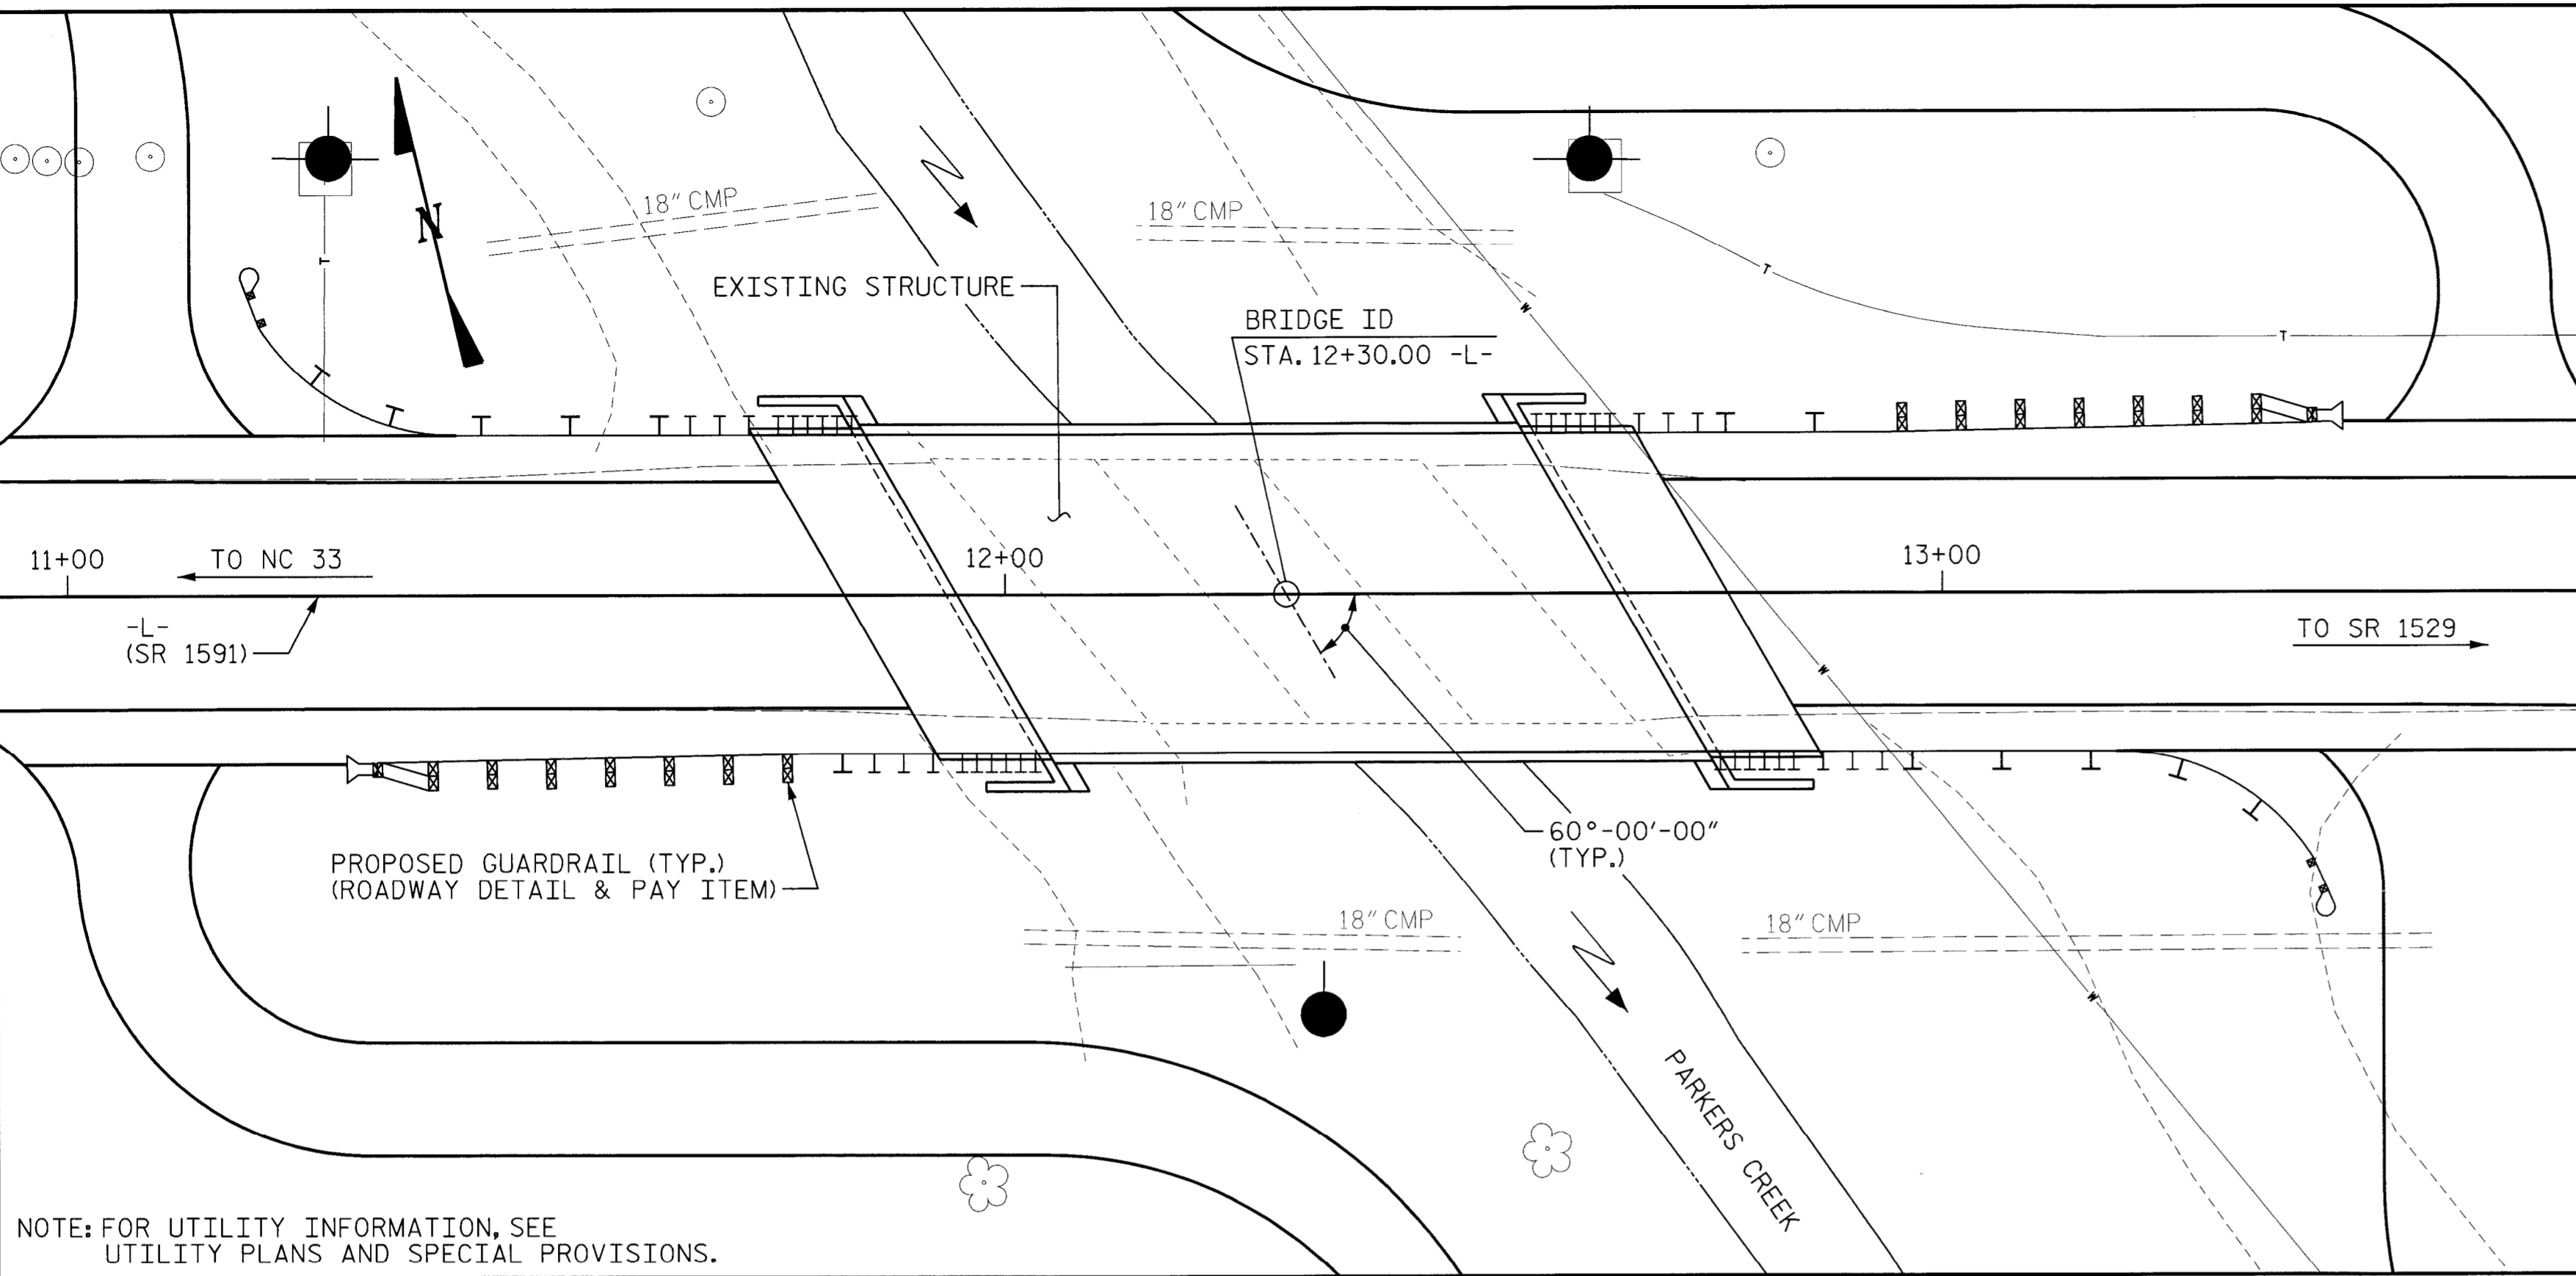 N
18" CMP
18" CMP
T
T
T
EXISTING STRUCTURE
BRIDGE ID
STA. 12+30.00 -L-
W
11+00
TO NC 33
12+00
13+00
-L-
(SR 1591)
TO SR 1529
W
60°-00'-00"
(TYP.)
PROPOSED GUARDRAIL (TYP.)
(ROADWAY DETAIL & PAY ITEM)
18" CMP
18" CMP
W
PARKERS CREEK
NOTE: FOR UTILITY INFORMATION, SEE
UTILITY PLANS AND SPECIAL PROVISIONS.